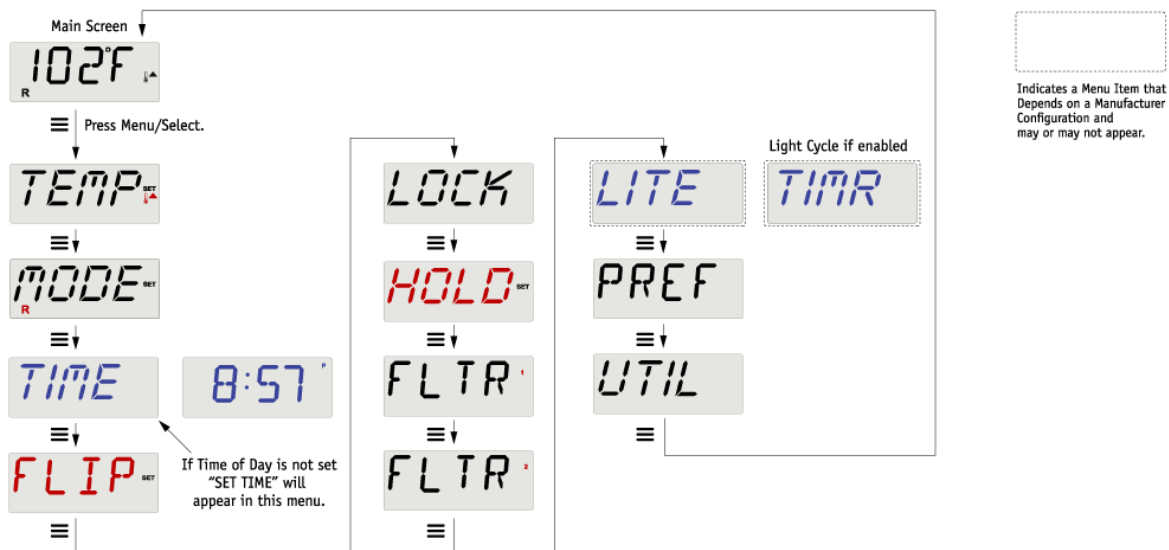 Main Screen
102°F
R
Press Menu/Select.
TEMP SET
MODE SET
R
TIME
8:57 P
If Time of Day is not set
"SET TIME" will
appear in this menu.
FLIP SET
LOCK
HOLD SET
FLTR 1
FLTR 2
LITE
Light Cycle if enabled
TIMR
PREF
UTIL
Indicates a Menu Item that
Depends on a Manufacturer
Configuration and
may or may not appear.